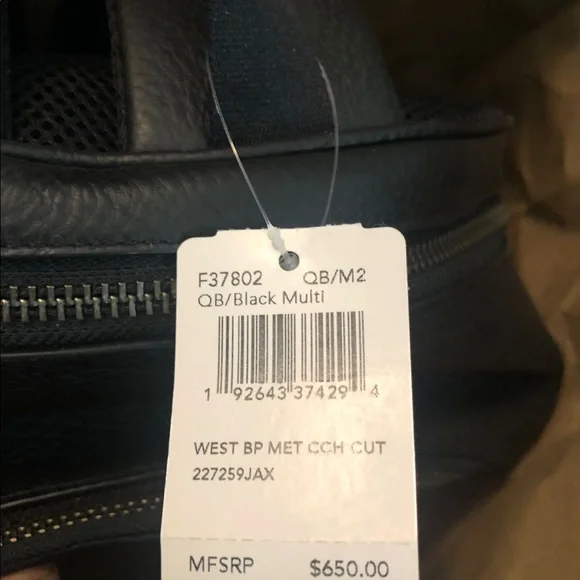 F37802 QB/M2
QB/Black Multi
1 92643 37429 4
WEST BP MET CCH CUT
227259JAX
MFSRP $650.00